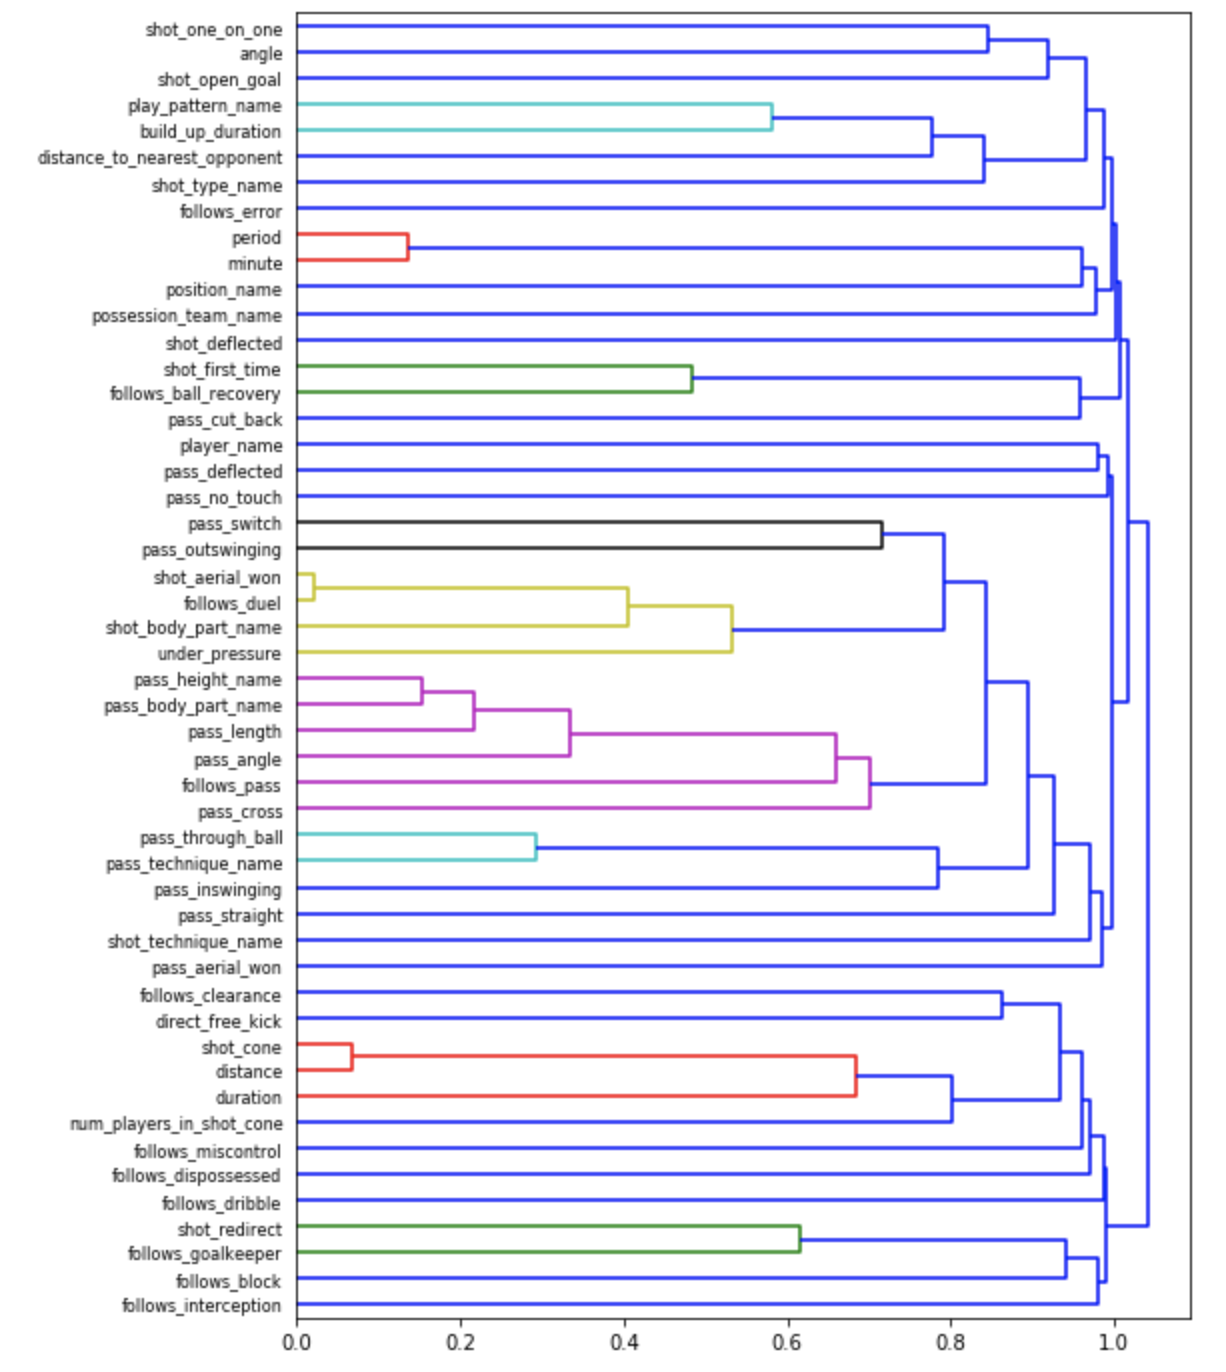 shot_one_on_one
angle
shot_open_goal
play_pattern_name
build_up_duration
distance_to_nearest_opponent
shot_type_name
follows_error
period
minute
position_name
possession_team_name
shot_deflected
shot_first_time
follows_ball_recovery
pass_cut_back
player_name
pass_deflected
pass_no_touch
pass_switch
pass_outswinging
shot_aerial_won
follows_duel
shot_body_part_name
under_pressure
pass_height_name
pass_body_part_name
pass_length
pass_angle
follows_pass
pass_cross
pass_through_ball
pass_technique_name
pass_inswinging
pass_straight
shot_technique_name
pass_aerial_won
follows_clearance
direct_free_kick
shot_cone
distance
duration
num_players_in_shot_cone
follows_miscontrol
follows_dispossessed
follows_dribble
shot_redirect
follows_goalkeeper
follows_block
follows_interception
0.0 0.2 0.4 0.6 0.8 1.0